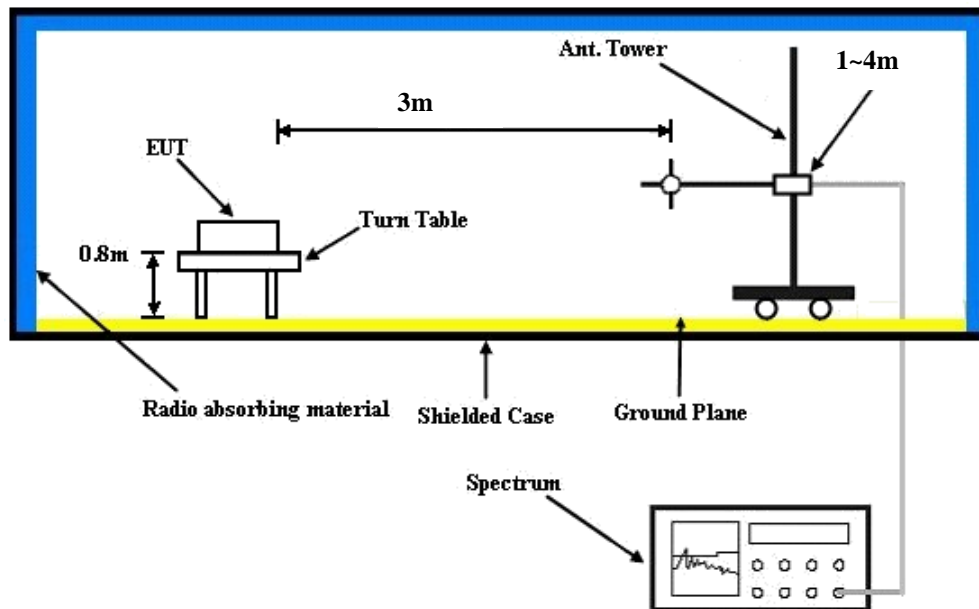 Ant. Tower
1~4m
3m
EUT
Turn Table
0.8m
Radio absorbing material
Shielded Case
Ground Plane
Spectrum